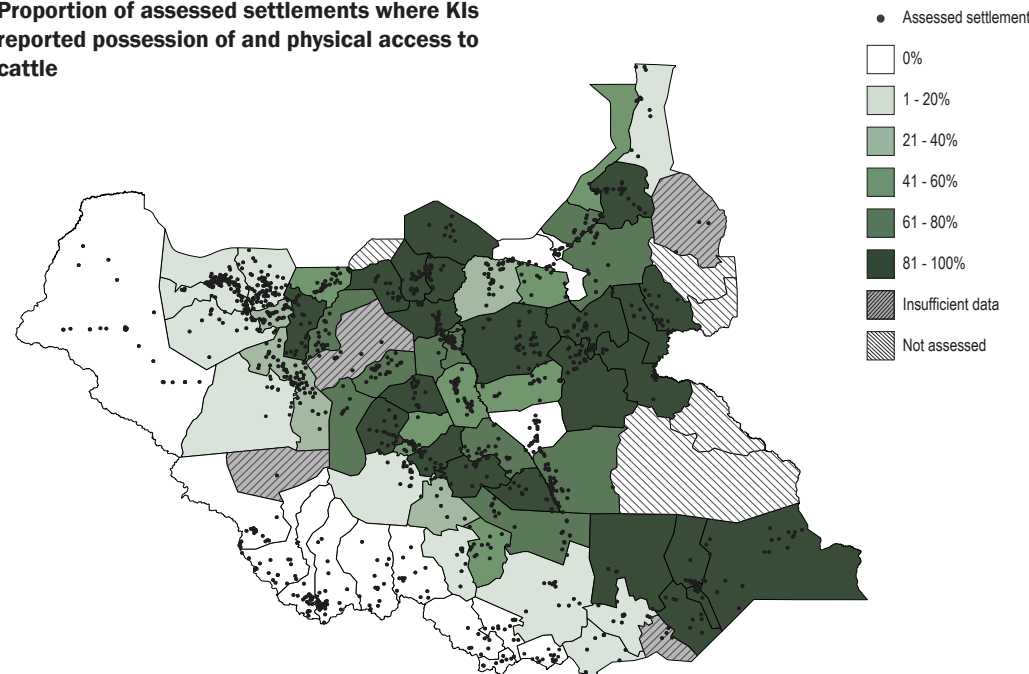 Proportion of assessed settlements where KIs
reported possession of and physical access to
cattle
Assessed settlement
0%
1 - 20%
21 - 40%
41 - 60%
61 - 80%
81 - 100%
Insufficient data
Not assessed